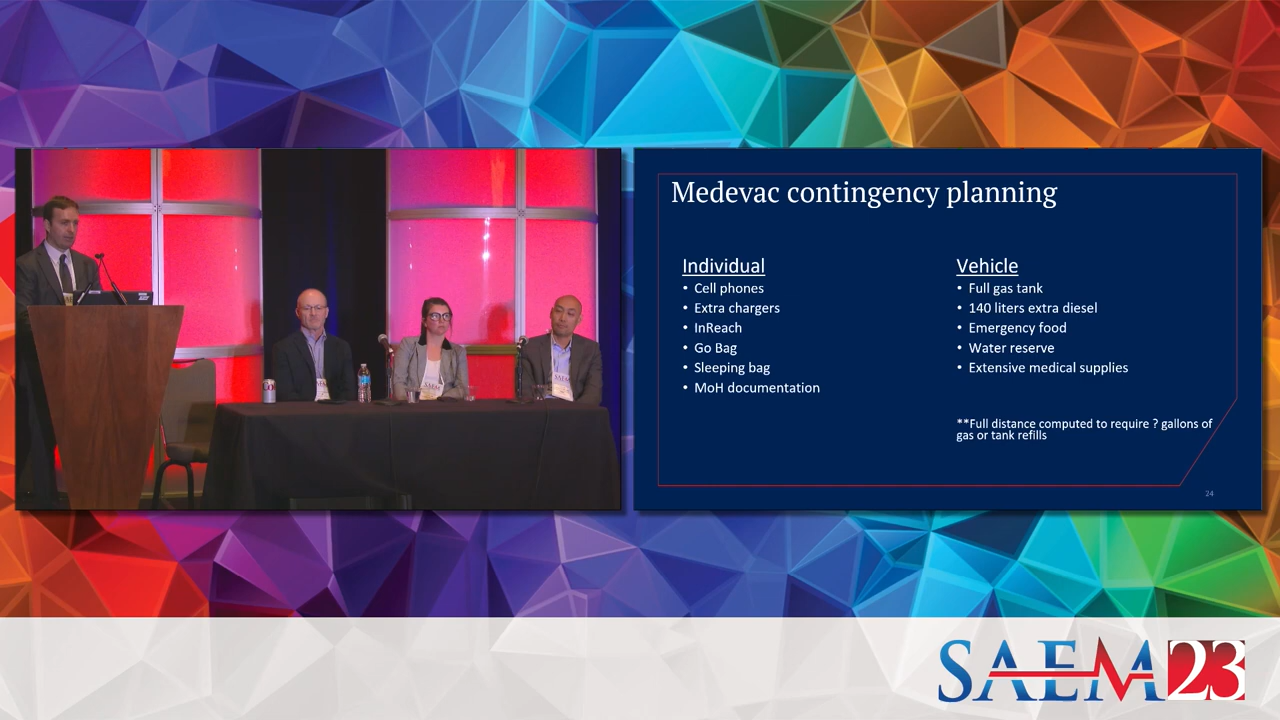 Medevac contingency planning
Individual
• Cell phones
• Extra chargers
• InReach
• Go Bag
• Sleeping bag
• MoH documentation
Vehicle
• Full gas tank
• 140 liters extra diesel
• Emergency food
• Water reserve
• Extensive medical supplies
**Full distance computed to require ? gallons of
gas or tank refills
24
SAEM23